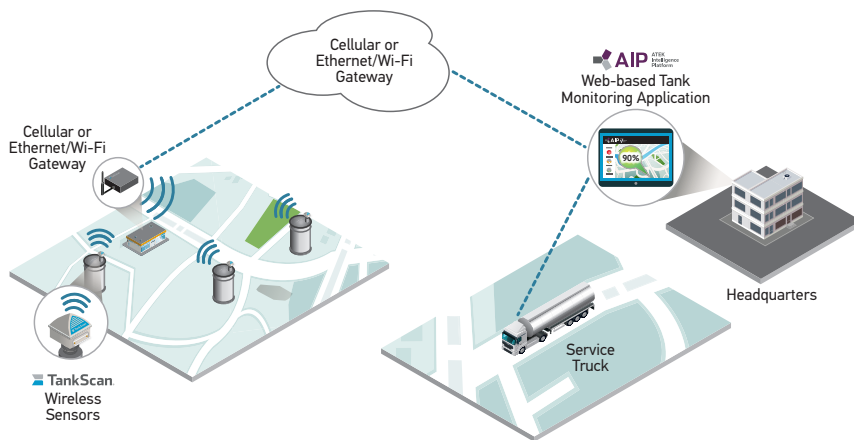 Cellular or
Ethernet/Wi-Fi
Gateway
AIP ATEK
Intelligence
Platform
Web-based Tank
Monitoring Application
Cellular or
Ethernet/Wi-Fi
Gateway
AIP
90%
Headquarters
Service
Truck
TankScan
Wireless
Sensors